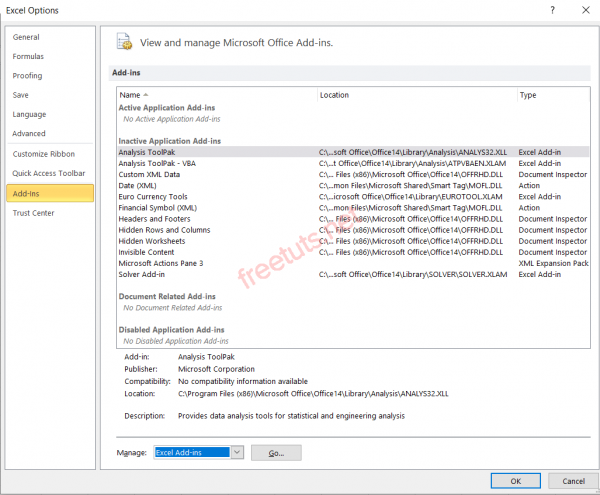 Excel Options
General
Formulas
Proofing
Save
Language
Advanced
Customize Ribbon
Quick Access Toolbar
Add-Ins
Trust Center
View and manage Microsoft Office Add-ins.
Add-ins
Name Location Type
Active Application Add-ins
No Active Application Add-ins
Inactive Application Add-ins
Analysis ToolPak C:\...soft Office\Office14\Library\Analysis\ANALYS32.XLL Excel Add-in
Analysis ToolPak - VBA C:\...t Office\Office14\Library\Analysis\ATPVBAEN.XLAM Excel Add-in
Custom XML Data C:\... Files (x86)\Microsoft Office\Office14\OFFRHD.DLL Document Inspector
Date (XML) C:\...mon Files\Microsoft Shared\Smart Tag\MOFL.DLL Action
Euro Currency Tools C:\...icrosoft Office\Office14\Library\EUROTOOL.XLAM Excel Add-in
Financial Symbol (XML) C:\...mon Files\Microsoft Shared\Smart Tag\MOFL.DLL Action
Headers and Footers C:\... Files (x86)\Microsoft Office\Office14\OFFRHD.DLL Document Inspector
Hidden Rows and Columns C:\... Files (x86)\Microsoft Office\Office14\OFFRHD.DLL Document Inspector
Hidden Worksheets C:\... Files (x86)\Microsoft Office\Office14\OFFRHD.DLL Document Inspector
Invisible Content C:\... Files (x86)\Microsoft Office\Office14\OFFRHD.DLL Document Inspector
Microsoft Actions Pane 3 XML Expansion Pack
Solver Add-in C:\...soft Office\Office14\Library\SOLVER\SOLVER.XLAM Excel Add-in
Document Related Add-ins
No Document Related Add-ins
Disabled Application Add-ins
No Disabled Application Add-ins
freetuts.net
Add-in: Analysis ToolPak
Publisher: Microsoft Corporation
Compatibility: No compatibility information available
Location: C:\Program Files (x86)\Microsoft Office\Office14\Library\Analysis\ANALYS32.XLL
Description: Provides data analysis tools for statistical and engineering analysis
Manage: Excel Add-ins Go...
OK Cancel